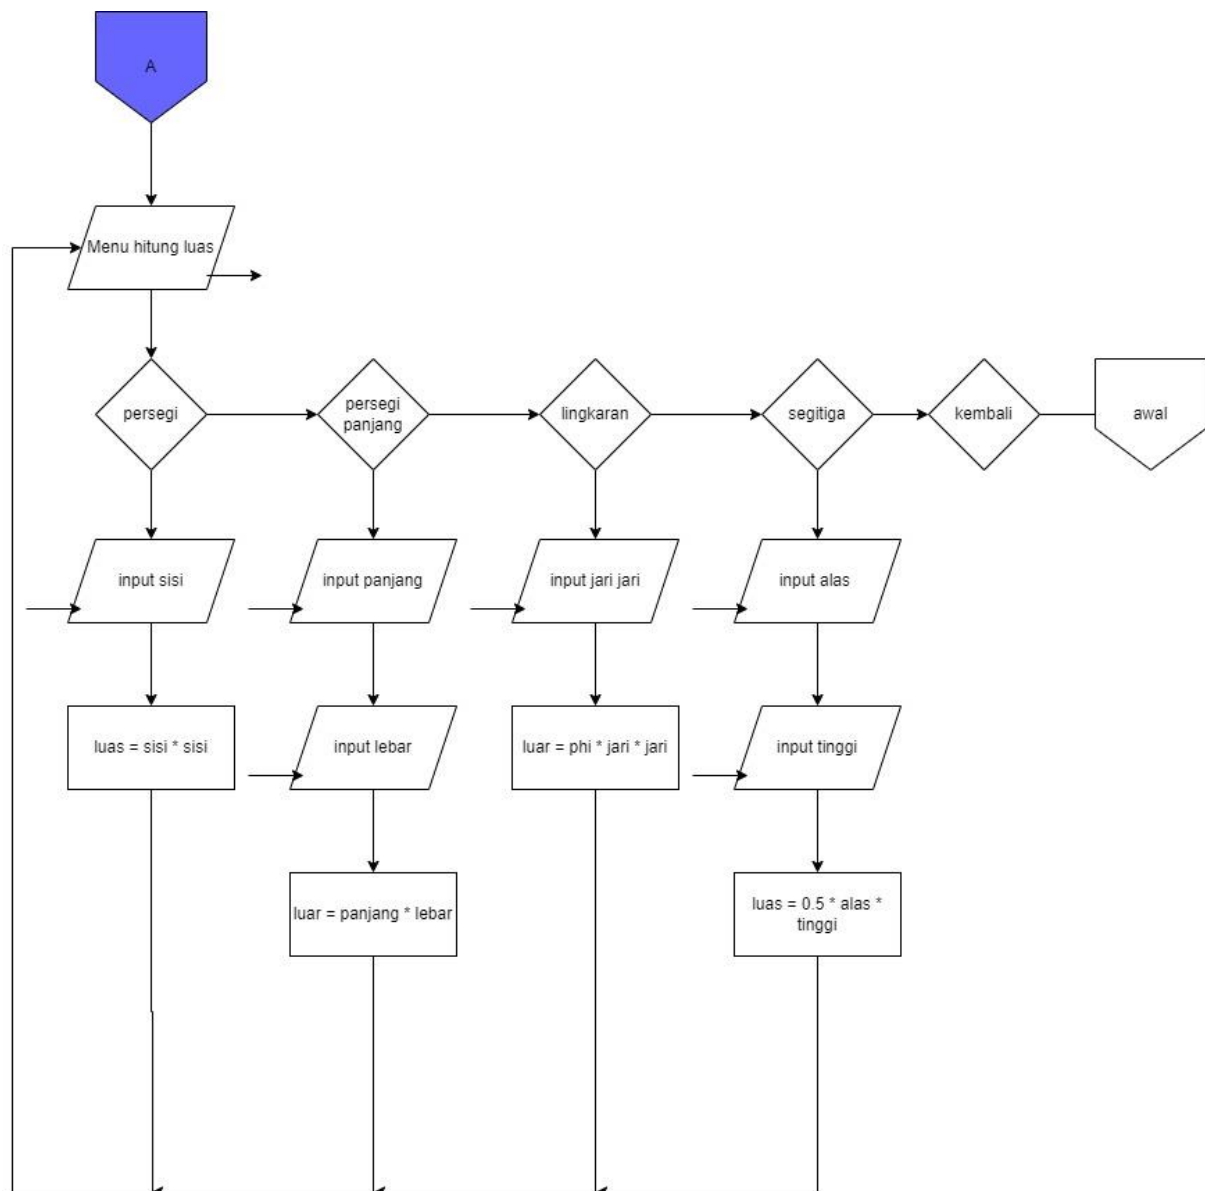 A
Menu hitung luas
persegi
persegi
panjang
lingkaran
segitiga
kembali
awal
input sisi
input panjang
input jari jari
input alas
luas = sisi * sisi
input lebar
luar = phi * jari * jari
input tinggi
luar = panjang * lebar
luas = 0.5 * alas *
tinggi